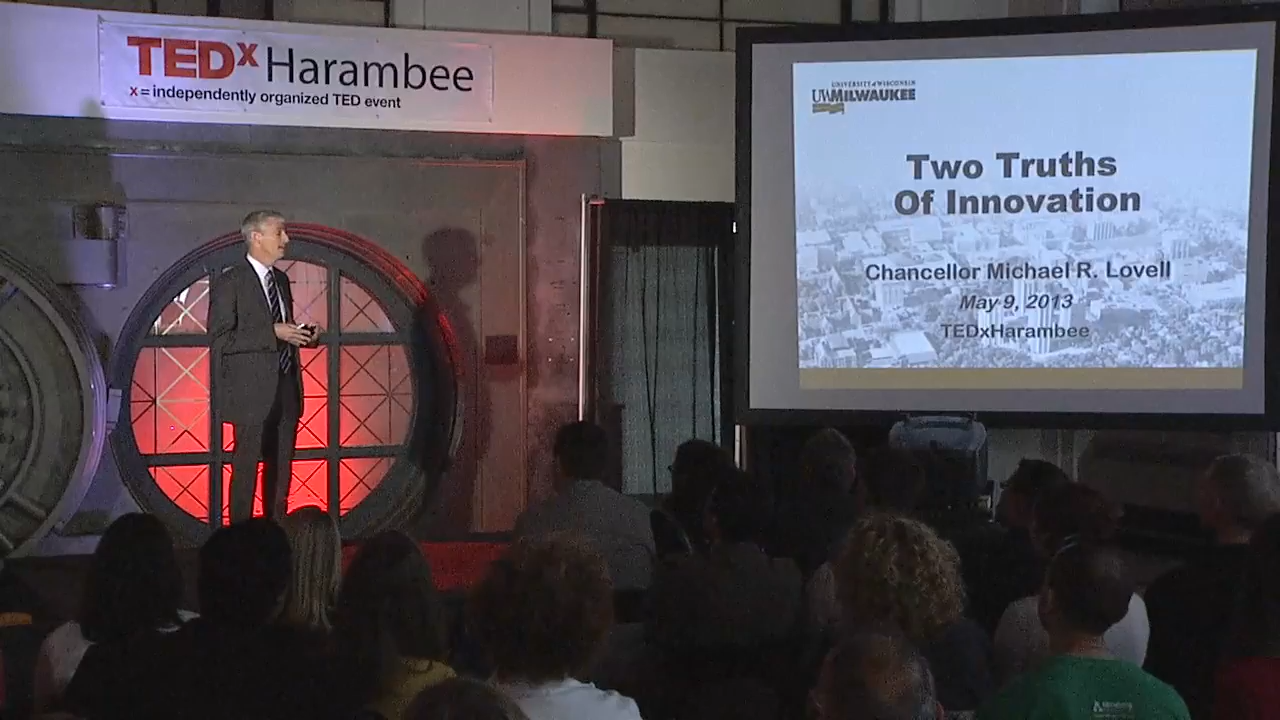 TEDx Harambee
x = independently organized TED event
UNIVERSITY of WISCONSIN
UWMILWAUKEE
Two Truths
Of Innovation
Chancellor Michael R. Lovell
May 9, 2013
TEDxHarambee